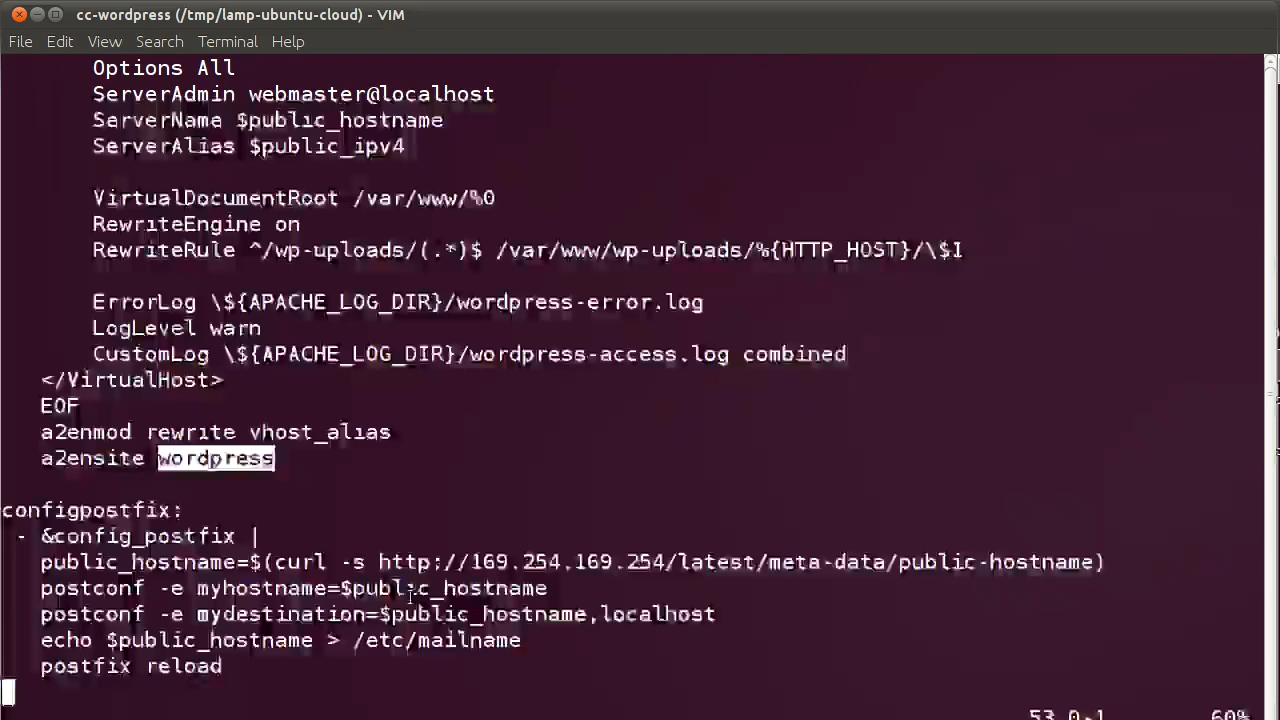 cc-wordpress (/tmp/lamp-ubuntu-cloud) - VIM
File Edit View Search Terminal Help
Options All
ServerAdmin webmaster@localhost
ServerName $public_hostname
ServerAlias $public_ipv4
VirtualDocumentRoot /var/www/%0
RewriteEngine on
RewriteRule ^/wp-uploads/(.*)$ /var/www/wp-uploads/%{HTTP_HOST}/\$1
ErrorLog \${APACHE_LOG_DIR}/wordpress-error.log
LogLevel warn
CustomLog \${APACHE_LOG_DIR}/wordpress-access.log combined
</VirtualHost>
EOF
a2enmod rewrite vhost_alias
a2ensite wordpress
configpostfix:
- &config_postfix |
public_hostname=$(curl -s http://169.254.169.254/latest/meta-data/public-hostname)
postconf -e myhostname=$public_hostname
postconf -e mydestination=$public_hostname,localhost
echo $public_hostname > /etc/mailname
postfix reload
53,0-1 60%